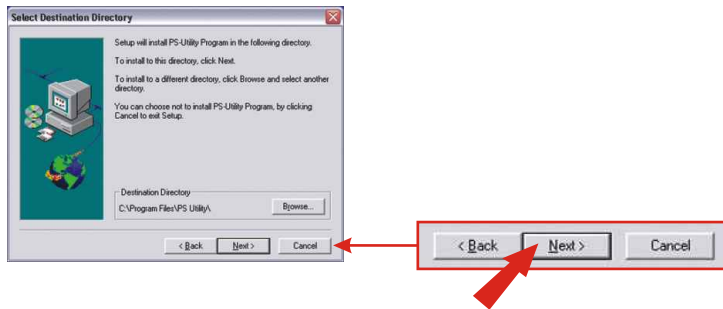 Select Destination Directory
Setup will install PS-Utility Program in the following directory.
To install to this directory, click Next.
To install to a different directory, click Browse and select another
directory.
You can choose not to install PS-Utility Program, by clicking
Cancel to exit Setup.
Destination Directory
C:\Program Files\PS Utility\
Browse...
< Back
Next >
Cancel
< Back
Next >
Cancel